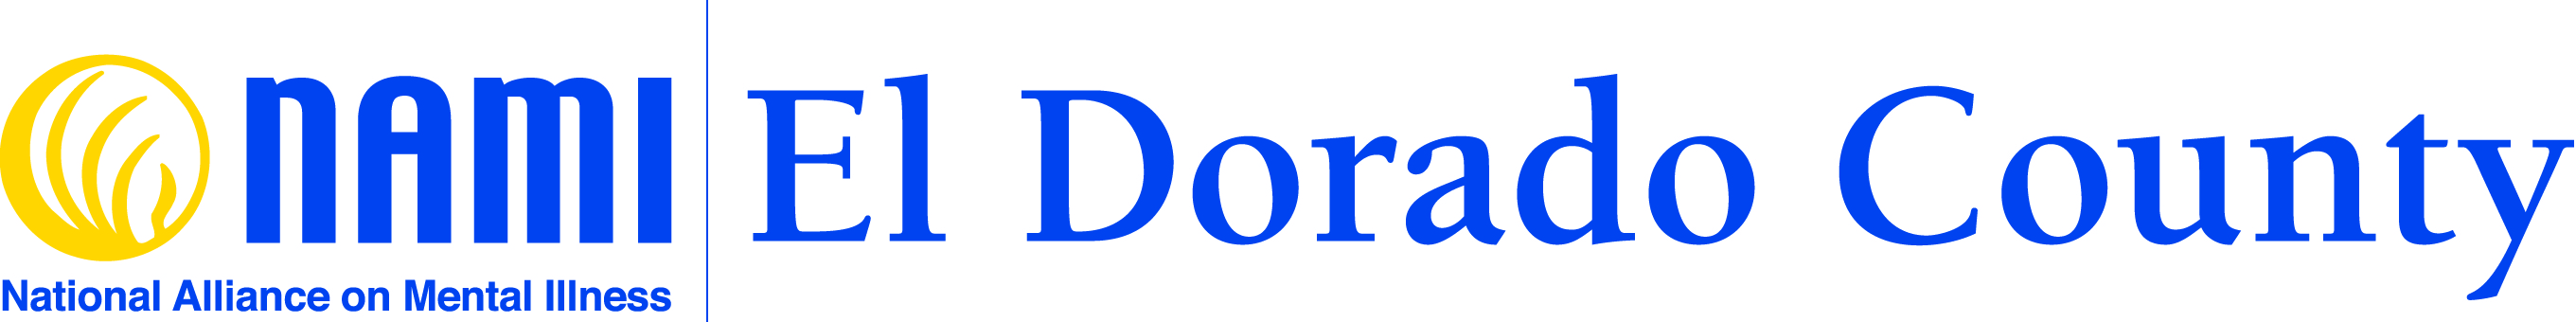 NAMI
National Alliance on Mental Illness
El Dorado County